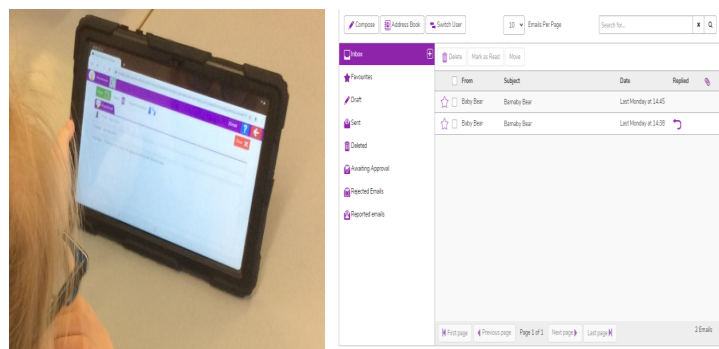 Compose Address Book Switch User 10 Emails Per Page Search for... x
Inbox
Delete Mark as Read Move
From Subject Date Replied
Favourites
Draft
Baby Bear Barnaby Bear Last Monday at 14:45
Sent
Baby Bear Barnaby Bear Last Monday at 14:38
Deleted
Awaiting Approval
Rejected Emails
Reported emails
First page Previous page Page 1 of 1 Next page Last page 2 Emails